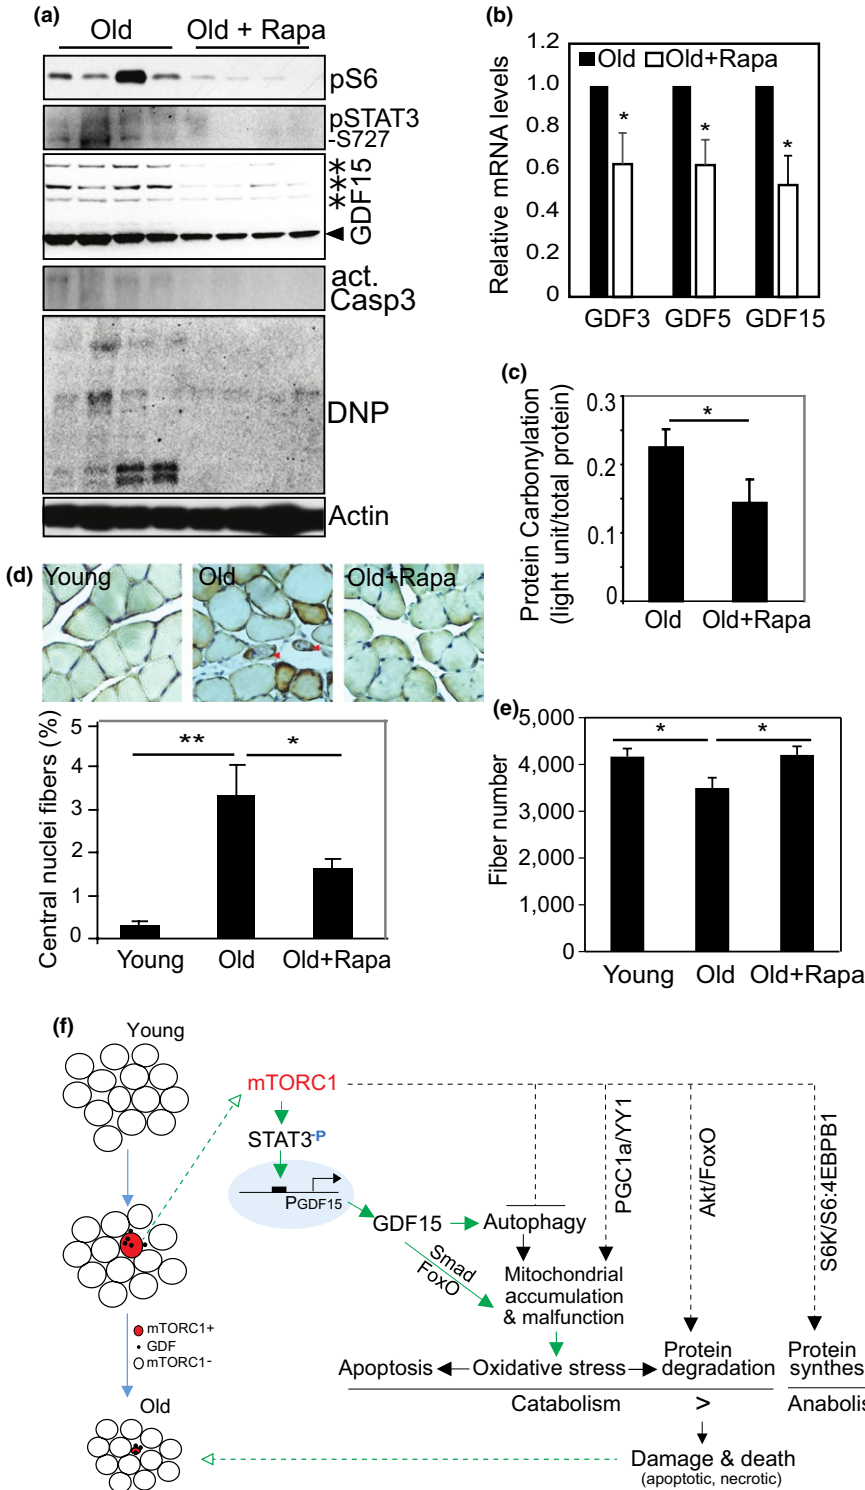 (a)
Old
Old + Rapa
pS6
pSTAT3
-S727
GDF15
*
*
*
act.
Casp3
DNP
Actin
(b)
Relative mRNA levels
1.2
1.0
0.8
0.6
0.4
0.2
0
Old
Old+Rapa
*
*
*
GDF3
GDF5
GDF15
(c)
Protein Carbonylation
(light unit/total protein)
0.3
0.2
0.1
0
*
Old
Old+Rapa
(d)
Young
Old
Old+Rapa
Central nuclei fibers (%)
5
4
3
2
1
0
**
*
Young
Old
Old+Rapa
(e)
Fiber number
5,000
4,000
3,000
2,000
1,000
0
*
*
Young
Old
Old+Rapa
(f)
Young
mTORC1
STAT3-P
PGDF15
GDF15
Autophagy
PGC1a/YY1
Akt/FoxO
S6K/S6:4EBPB1
Smad
FoxO
Mitochondrial
accumulation
& malfunction
mTORC1+
GDF
mTORC1-
Apoptosis
Oxidative stress
Protein
degradation
Protein
synthes
Catabolism
>
Anabolis
Old
Damage & death
(apoptotic, necrotic)